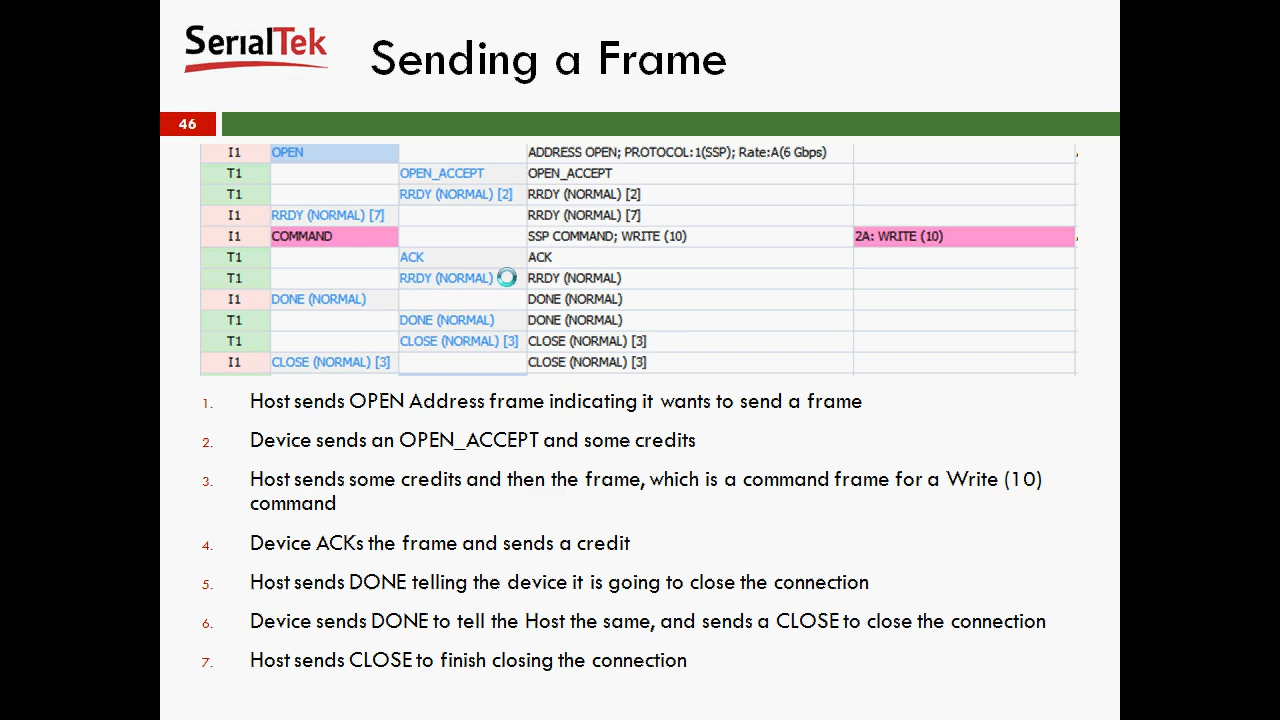 SerialTek
Sending a Frame
46
I1 OPEN ADDRESS OPEN; PROTOCOL:1(SSP); Rate:A(6 Gbps)
T1 OPEN_ACCEPT OPEN_ACCEPT
T1 RRDY (NORMAL) [2] RRDY (NORMAL) [2]
I1 RRDY (NORMAL) [7] RRDY (NORMAL) [7]
I1 COMMAND SSP COMMAND; WRITE (10) 2A: WRITE (10)
T1 ACK ACK
T1 RRDY (NORMAL) RRDY (NORMAL)
I1 DONE (NORMAL) DONE (NORMAL)
T1 DONE (NORMAL) DONE (NORMAL)
T1 CLOSE (NORMAL) [3] CLOSE (NORMAL) [3]
I1 CLOSE (NORMAL) [3] CLOSE (NORMAL) [3]
1. Host sends OPEN Address frame indicating it wants to send a frame
2. Device sends an OPEN_ACCEPT and some credits
3. Host sends some credits and then the frame, which is a command frame for a Write (10)
command
4. Device ACKs the frame and sends a credit
5. Host sends DONE telling the device it is going to close the connection
6. Device sends DONE to tell the Host the same, and sends a CLOSE to close the connection
7. Host sends CLOSE to finish closing the connection